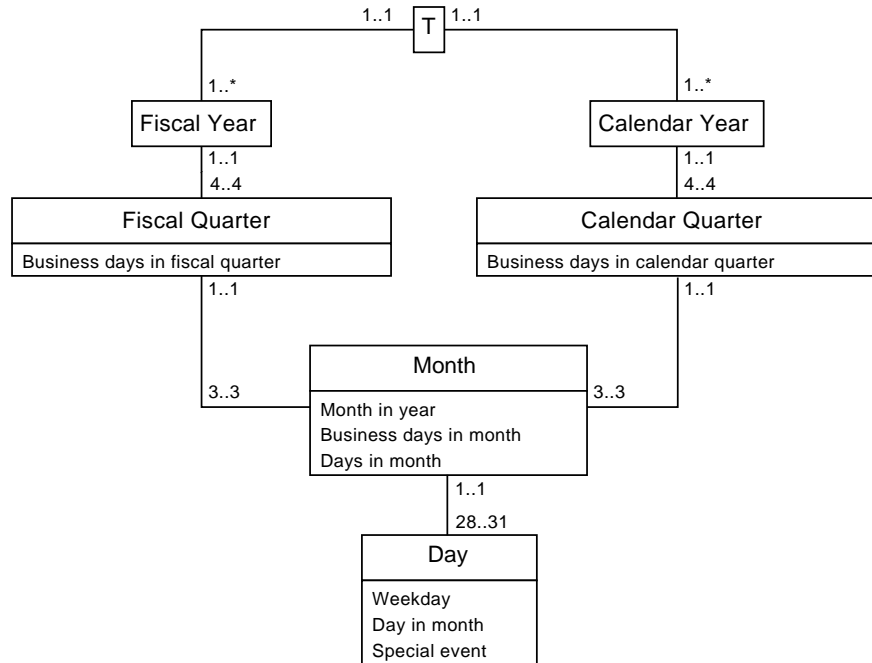 1..1 T 1..1
1..* 1..*
Fiscal Year Calendar Year
1..1 1..1
4..4 4..4
Fiscal Quarter Calendar Quarter
Business days in fiscal quarter Business days in calendar quarter
1..1 1..1
Month
3..3 3..3
Month in year
Business days in month
Days in month
1..1
28..31
Day
Weekday
Day in month
Special event